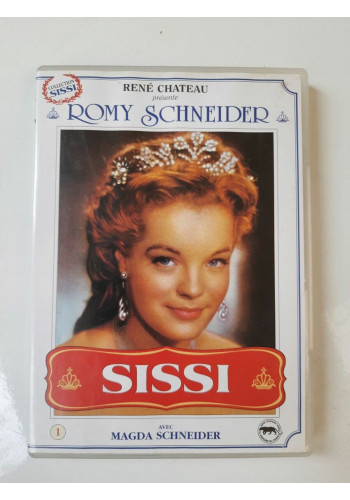 COLLECTION
SISSI
RENÉ CHATEAU
présente
ROMY SCHNEIDER
SISSI
1
AVEC
MAGDA SCHNEIDER